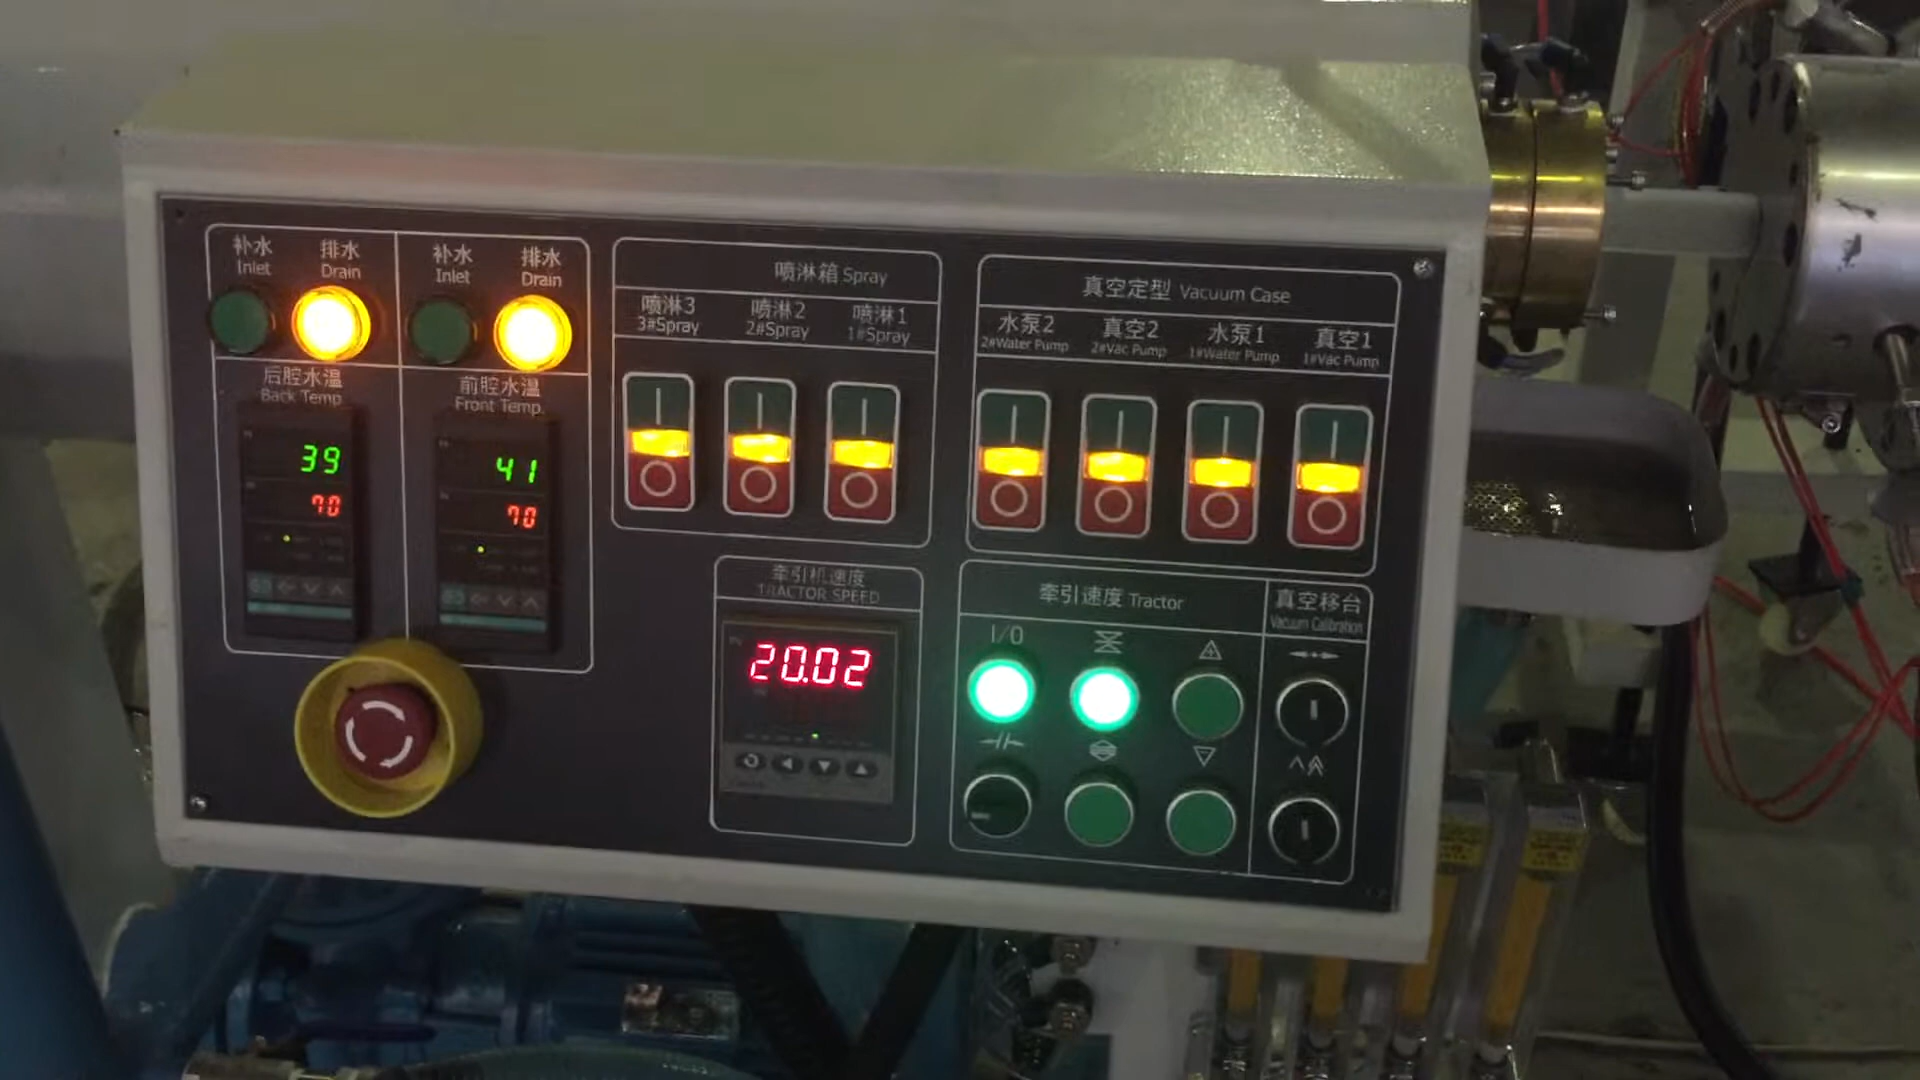 补水
Inlet
排水
Drain
补水
Inlet
排水
Drain
后腔水温
Back Temp
前腔水温
Front Temp.
39
70
41
70
喷淋箱 Spray
喷淋3
3#Spray
喷淋2
2#Spray
喷淋1
1#Spray
真空定型 Vacuum Case
水泵2
2#Water Pump
真空2
2#Vac Pump
水泵1
1#Water Pump
真空1
1#Vac Pump
牵引机速度
TRACTOR SPEED
20.02
牵引速度 Tractor
I/O
真空移台
Vacuum Calibration